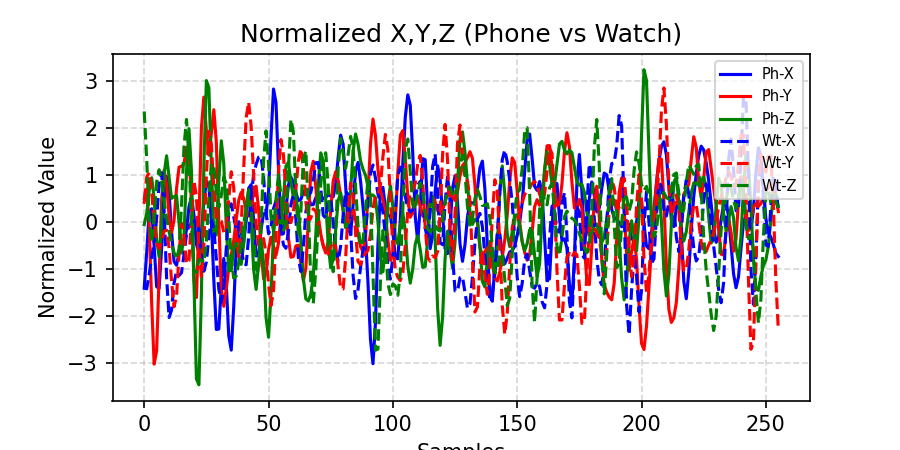 Normalized X,Y,Z (Phone vs Watch)
Normalized Value
3
2
1
0
−1
−2
−3
0
50
100
150
200
250
Samples
Ph-X
Ph-Y
Ph-Z
Wt-X
Wt-Y
Wt-Z